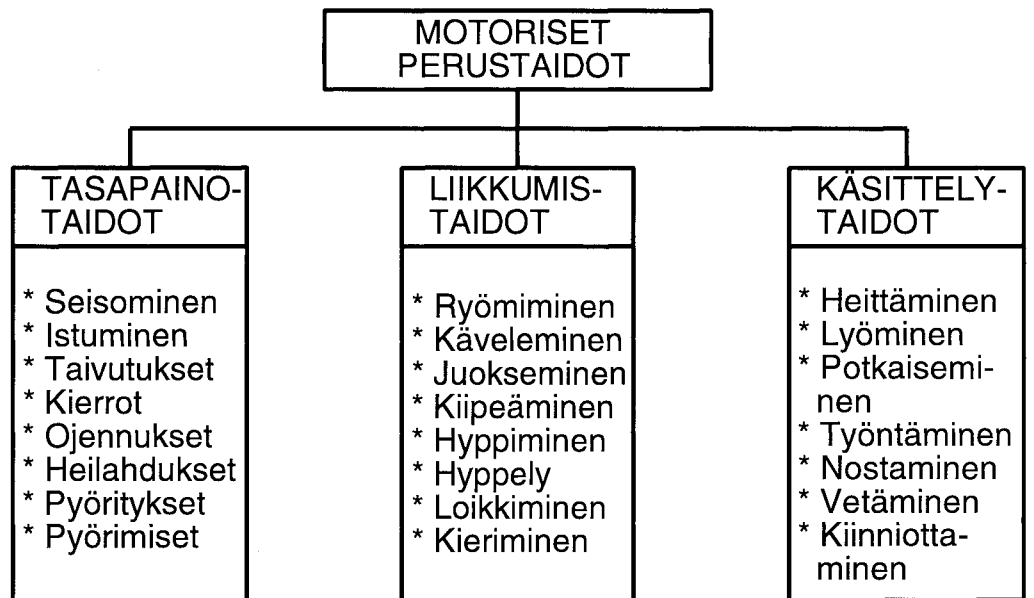 MOTORISET
PERUSTAIDOT
TASAPAINO-
TAIDOT
* Seisominen
* Istuminen
* Taivutukset
* Kierrot
* Ojennukset
* Heilahdukset
* Pyöritykset
* Pyörimiset
LIIKKUMIS-
TAIDOT
* Ryömiminen
* Käveleminen
* Juokseminen
* Kiipeäminen
* Hyppiminen
* Hyppely
* Loikkiminen
* Kieriminen
KÄSITTELY-
TAIDOT
* Heittäminen
* Lyöminen
* Potkaisemi-
nen
* Työntäminen
* Nostaminen
* Vetäminen
* Kiinniotta-
minen